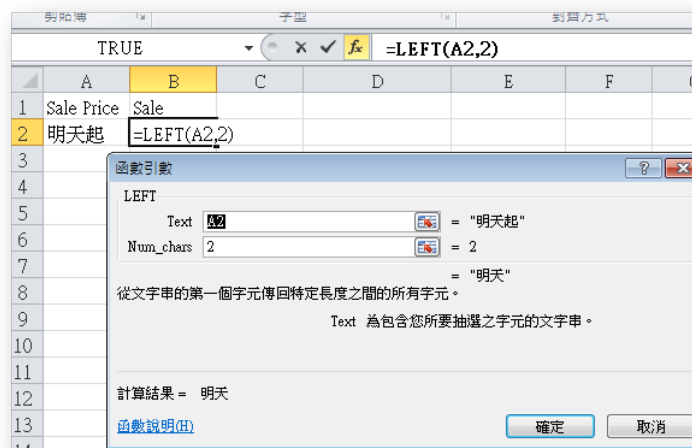 剪貼簿 字型 對齊方式
TRUE fx =LEFT(A2,2)
A B C D E F
1 Sale Price Sale
2 明天起 =LEFT(A2,2)
3 函數引數
4 LEFT
5 Text A2 = "明天起"
6 Num_chars 2 = 2
7 = "明天"
8 從文字串的第一個字元傳回特定長度之間的所有字元。
9 Text 為包含您所要抽選之字元的文字串。
10
11
12 計算結果 = 明天
13 函數說明(H) 確定 取消